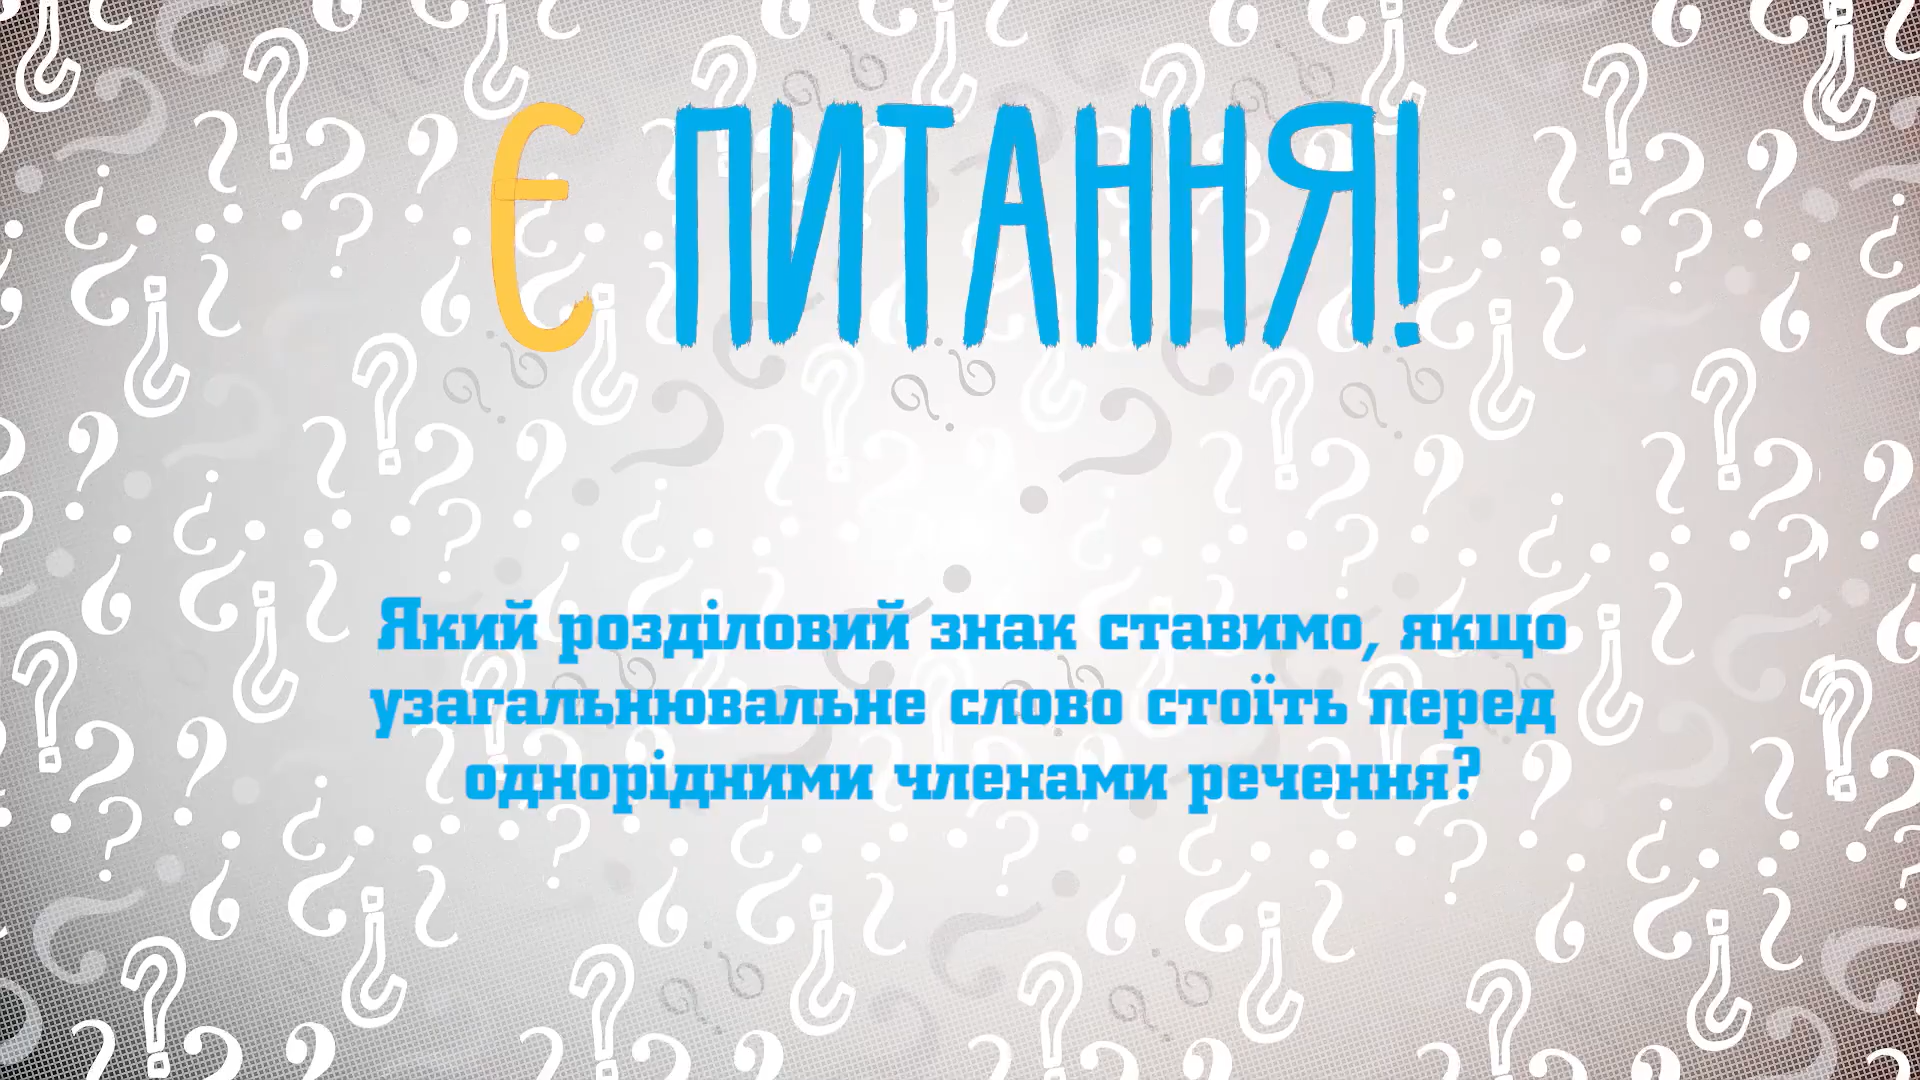 Є ПИТАННЯ!
Який розділовий знак ставимо, якщо
узагальнювальне слово стоїть перед
однорідними членами речення?